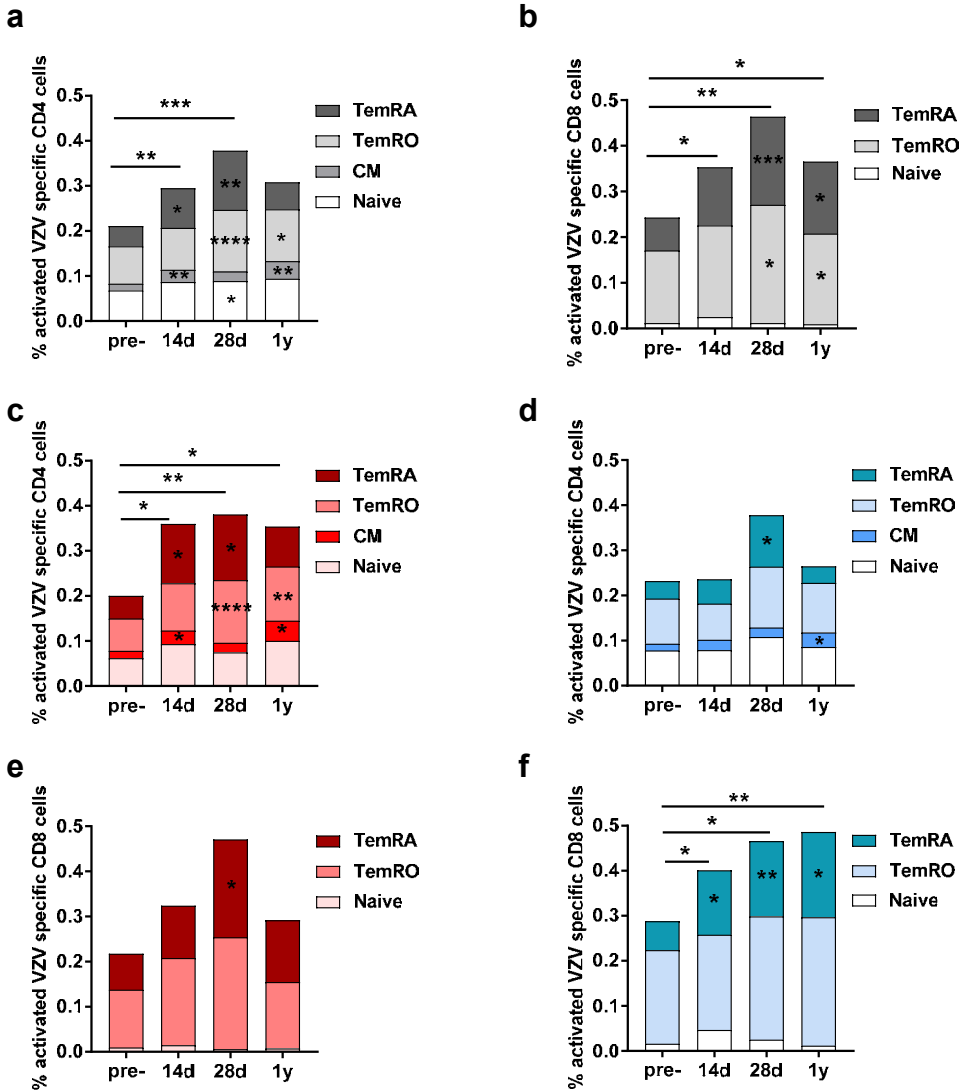 a
% activated VZV specific CD4 cells
0.5
0.4
0.3
0.2
0.1
0.0
***
**
*
**
**
****
*
*
**
pre- 14d 28d 1y
TemRA
TemRO
CM
Naive
b
% activated VZV specific CD8 cells
0.5
0.4
0.3
0.2
0.1
0.0
*
**
*
***
*
*
*
pre- 14d 28d 1y
TemRA
TemRO
Naive
c
% activated VZV specific CD4 cells
0.5
0.4
0.3
0.2
0.1
0.0
*
**
*
*
*
*
****
**
*
pre- 14d 28d 1y
TemRA
TemRO
CM
Naive
d
% activated VZV specific CD4 cells
0.5
0.4
0.3
0.2
0.1
0.0
*
*
pre- 14d 28d 1y
TemRA
TemRO
CM
Naive
e
% activated VZV specific CD8 cells
0.5
0.4
0.3
0.2
0.1
0.0
*
pre- 14d 28d 1y
TemRA
TemRO
Naive
f
% activated VZV specific CD8 cells
0.5
0.4
0.3
0.2
0.1
0.0
**
*
*
*
**
*
pre- 14d 28d 1y
TemRA
TemRO
Naive